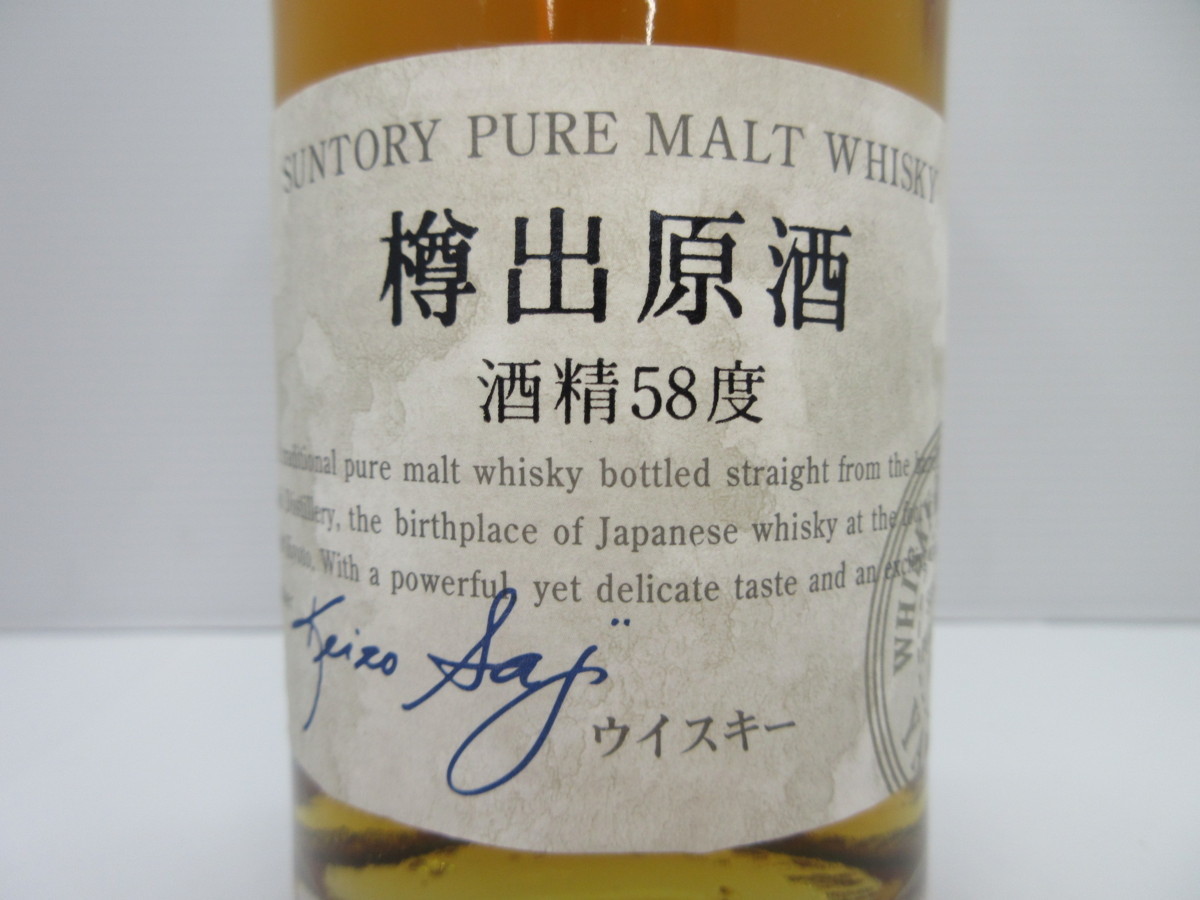 SUNTORY PURE MALT WHISKY
樽出原酒
酒精58度
pure malt whisky bottled straight from the
Distillery, the birthplace of Japanese whisky at the
With a powerful, yet delicate taste and an
Keizo Saji
ウイスキー